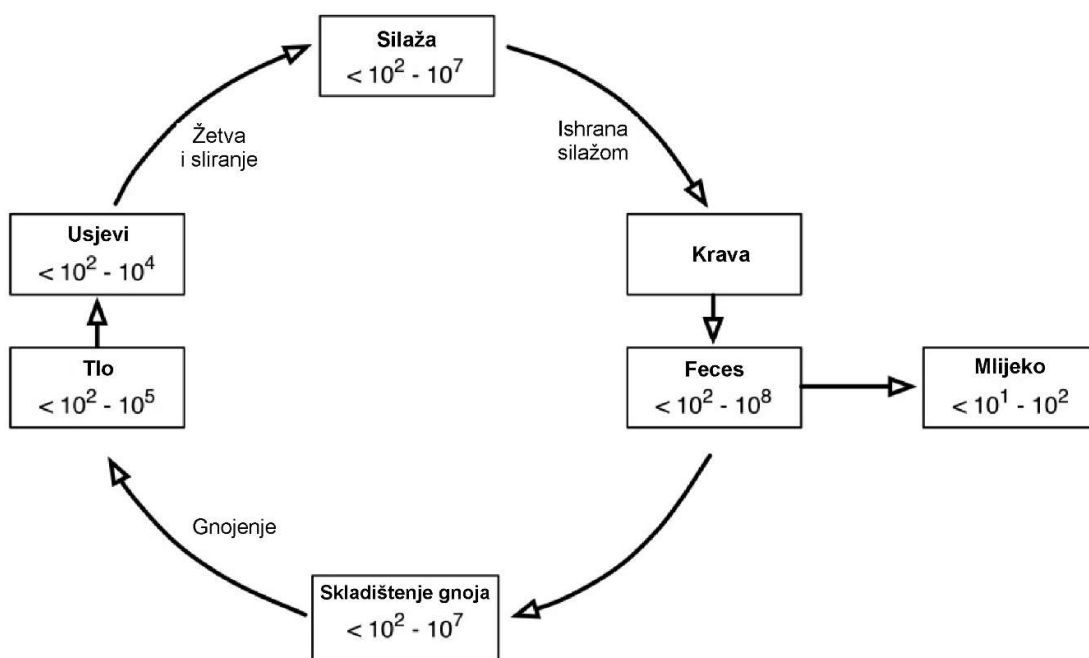 Silaža
< 10² - 10⁷
Žetva
i sliranje
Ishrana
silažom
Usjevi
< 10² - 10⁴
Krava
Tlo
< 10² - 10⁵
Feces
< 10² - 10⁸
Mlijeko
< 10¹ - 10²
Gnojenje
Skladištenje gnoja
< 10² - 10⁷